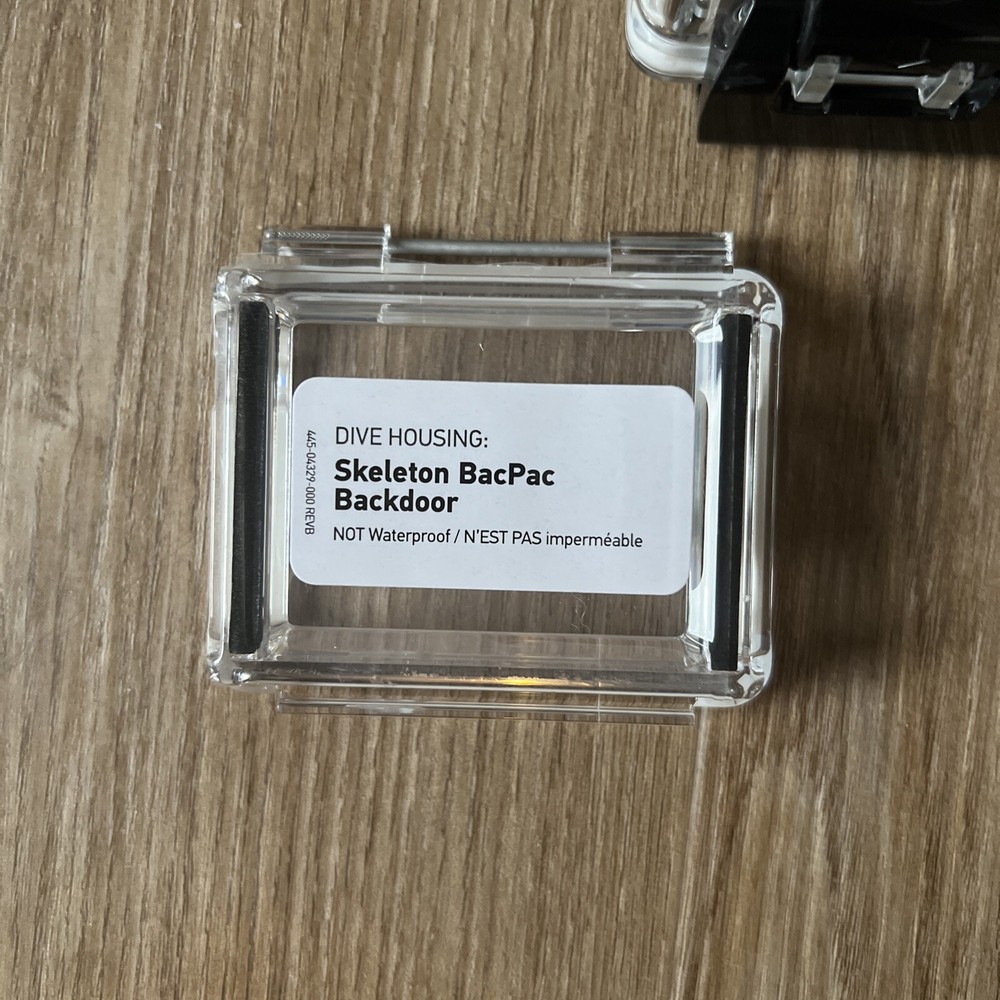 DIVE HOUSING:
Skeleton BacPac
Backdoor
NOT Waterproof / N'EST PAS imperméable
445-04329-000 REVB